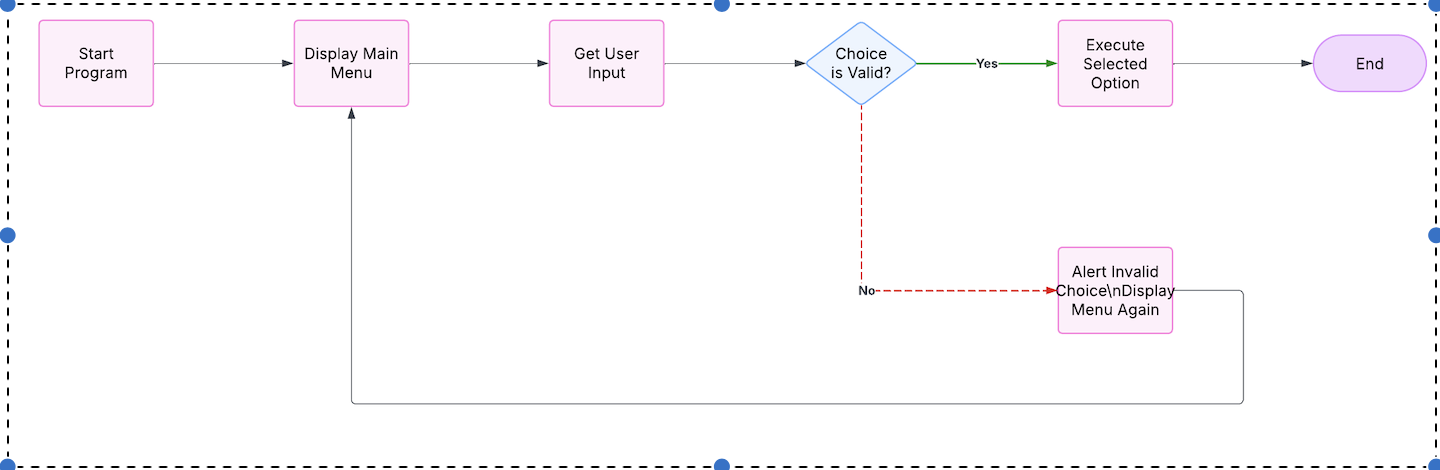 Start
Program
Display Main
Menu
Get User
Input
Choice
is Valid?
Yes
Execute
Selected
Option
End
No
Alert Invalid
Choice\nDisplay
Menu Again